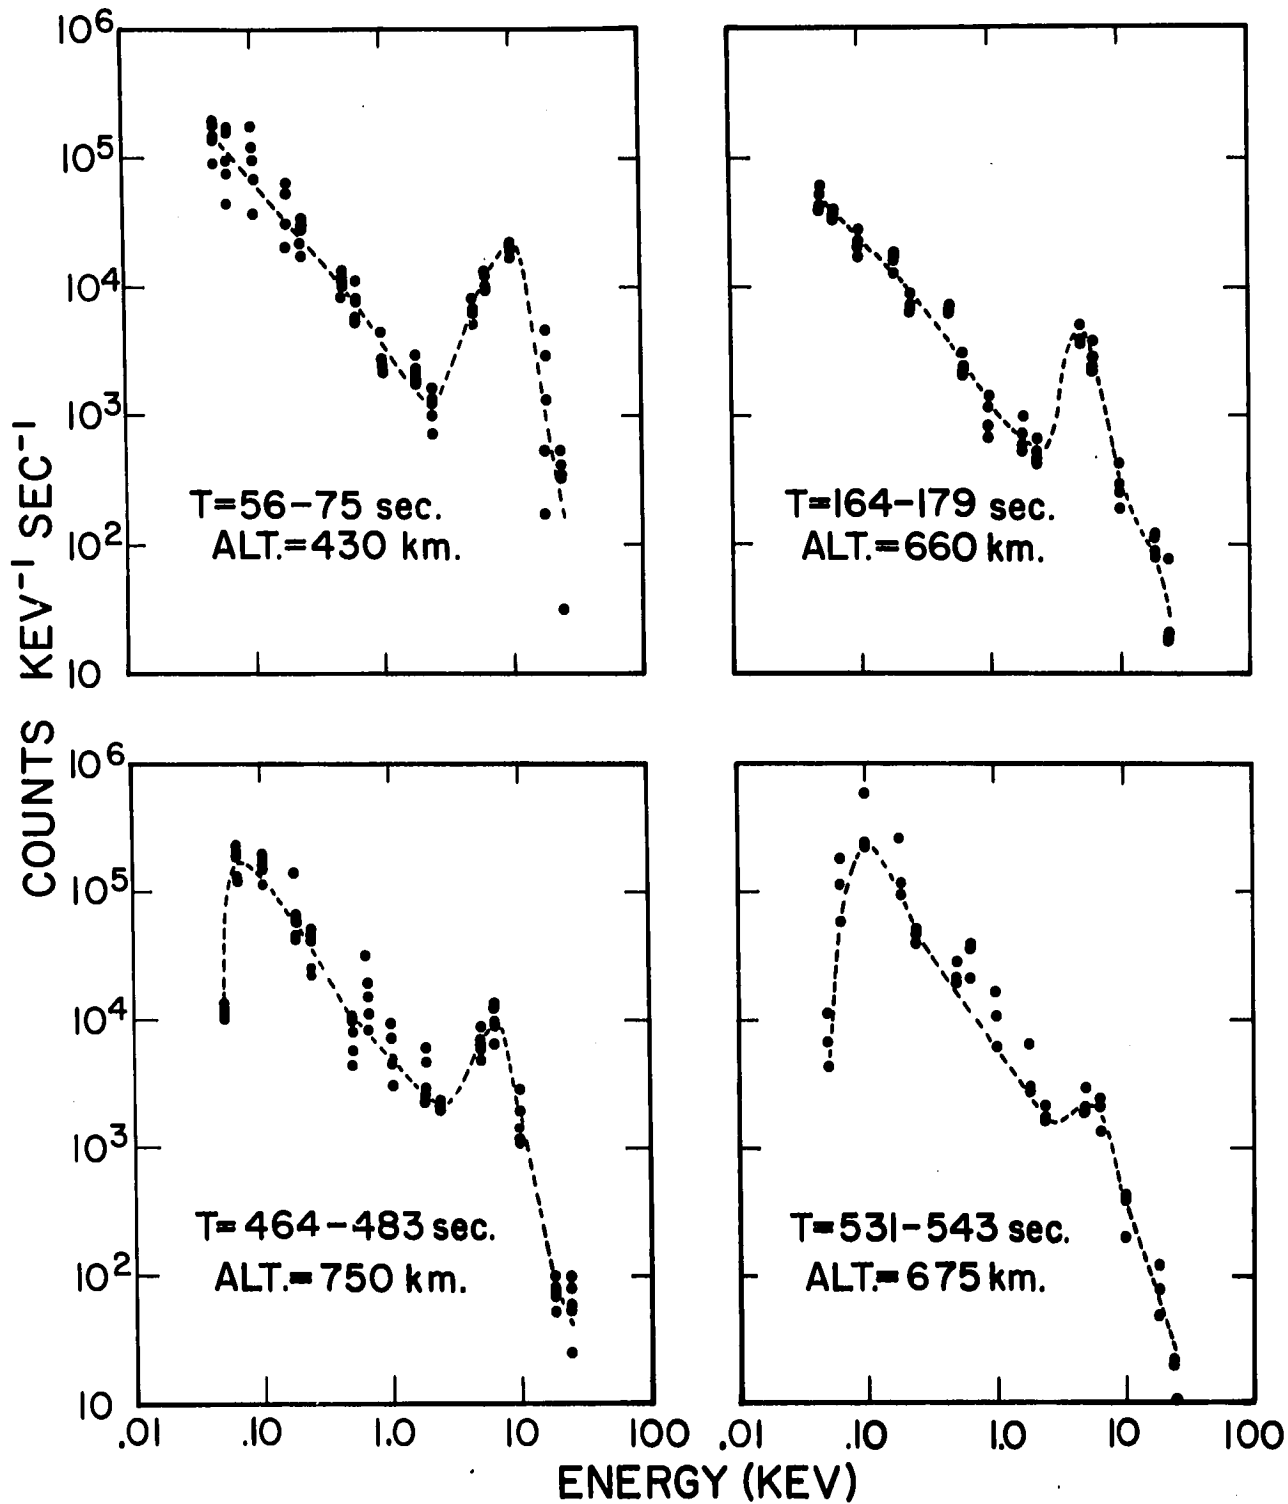 COUNTS KEV⁻¹ SEC⁻¹
10⁶
10⁵
10⁴
10³
10²
10
T=56-75 sec.
ALT.=430 km.
T=164-179 sec.
ALT.=660 km.
10⁶
10⁵
10⁴
10³
10²
10
T=464-483 sec.
ALT.=750 km.
T=531-543 sec.
ALT.=675 km.
.01 .10 1.0 10 100 .01 .10 1.0 10 100
ENERGY (KEV)